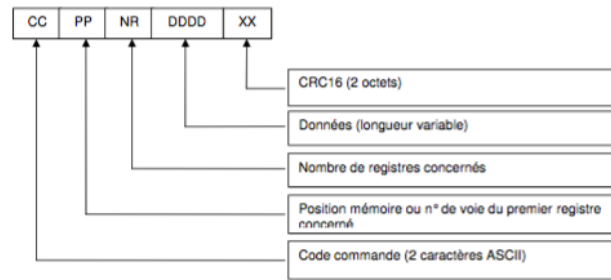 CC PP NR DDDD XX
CRC16 (2 octets)
Données (longueur variable)
Nombre de registres concernés
Position mémoire ou n° de voie du premier registre
concerné
Code commande (2 caractères ASCII)